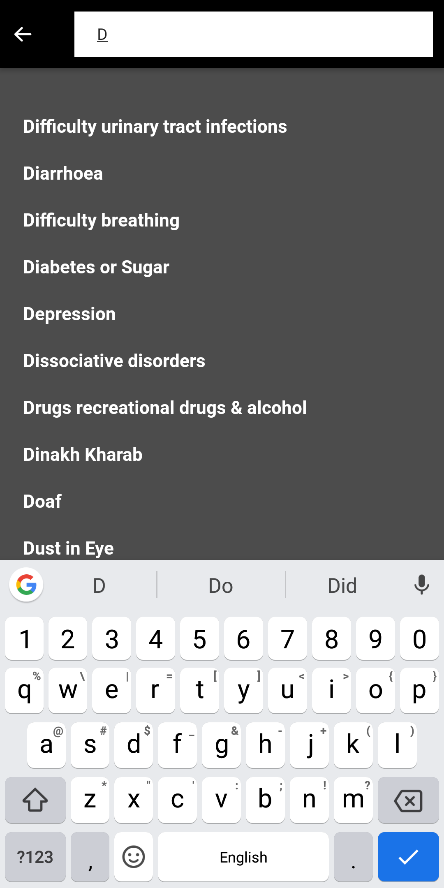 D
Difficulty urinary tract infections
Diarrhoea
Difficulty breathing
Diabetes or Sugar
Depression
Dissociative disorders
Drugs recreational drugs & alcohol
Dinakh Kharab
Doaf
Dust in Eye
D Do Did
1 2 3 4 5 6 7 8 9 0
% \ | = [ ] < > { }
q w e r t y u i o p
@ # $ _ & - + ( )
a s d f g h j k l
* " ' : ; ! ?
z x c v b n m
?123 , English .